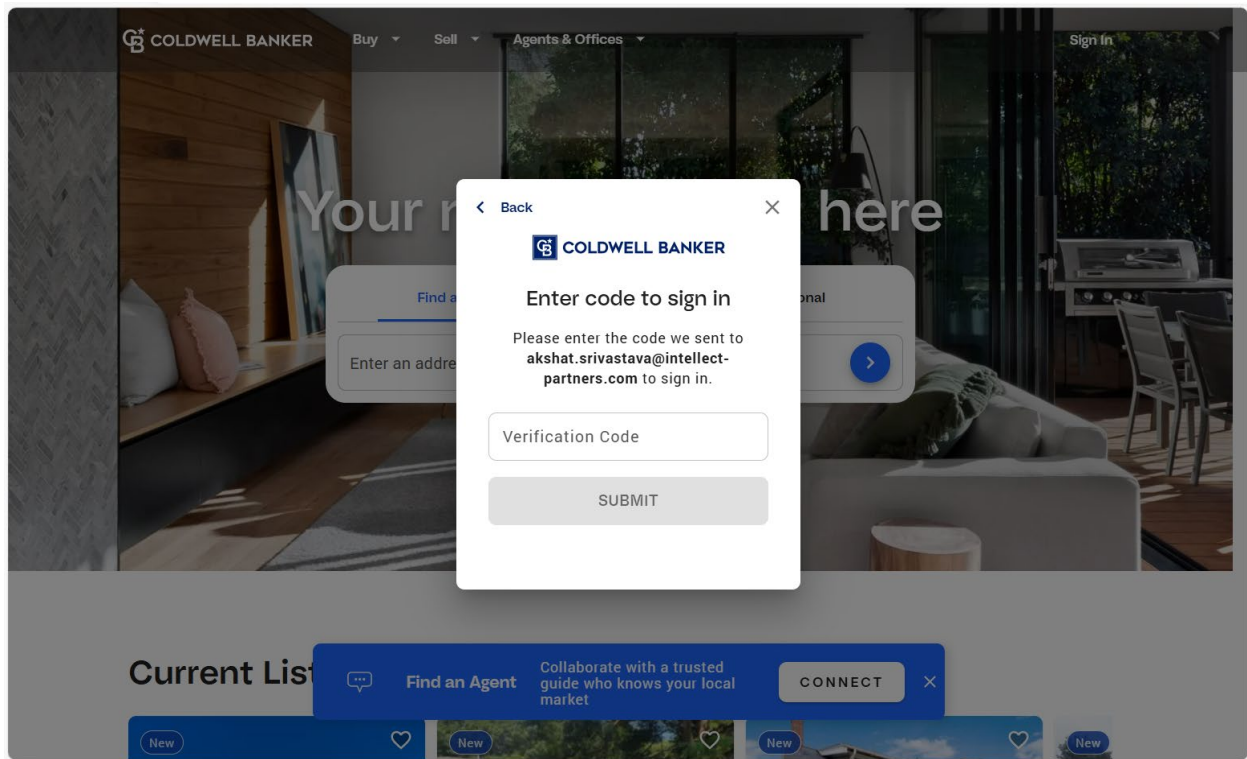 COLDWELL BANKER
Buy
Sell
Agents & Offices
Sign In
Your
here
Back
COLDWELL BANKER
Enter code to sign in
Please enter the code we sent to
akshat.srivastava@intellect-
partners.com to sign in.
Verification Code
SUBMIT
Find a
Enter an addre
Current List
Find an Agent
Collaborate with a trusted
guide who knows your local
market
CONNECT
New
New
New
New